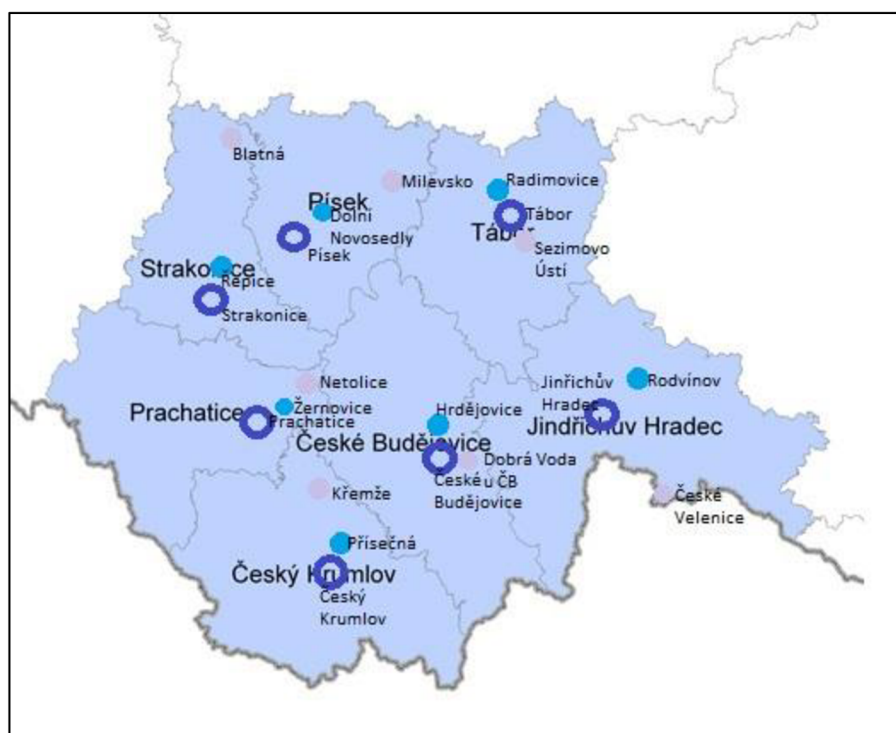 Blatná
Milevsko
Radimovice
Písek
Dolní
Novosedly
Písek
Tábor
Tábor
Sezimovo
Ústí
Strakonice
Řepice
Strakonice
Netolice
Jinřichův
Hradec
Rodvínov
Prachatice
Žernovice
Prachatice
Hrdějovice
České Budějovice
Jindřichův Hradec
Dobrá Voda
u ČB
České
Budějovice
Křemže
České
Velenice
Přísečná
Český Krumlov
Český
Krumlov